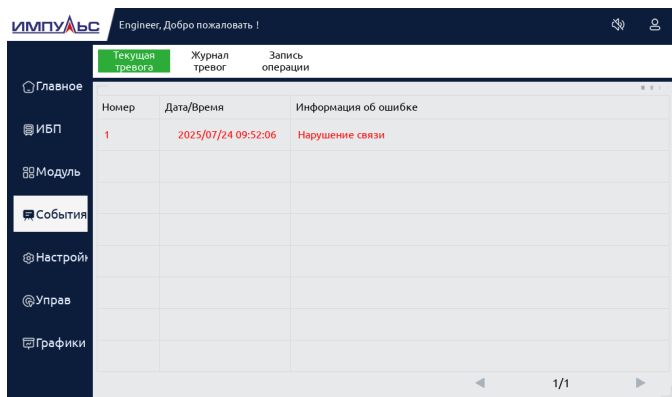 ИМПУЛЬС
Engineer, Добро пожаловать !
Текущая тревога
Журнал тревог
Запись операции
Главное
ИБП
Модуль
События
Настрой
Управ
Графики
Номер
Дата/Время
Информация об ошибке
1
2025/07/24 09:52:06
Нарушение связи
1/1